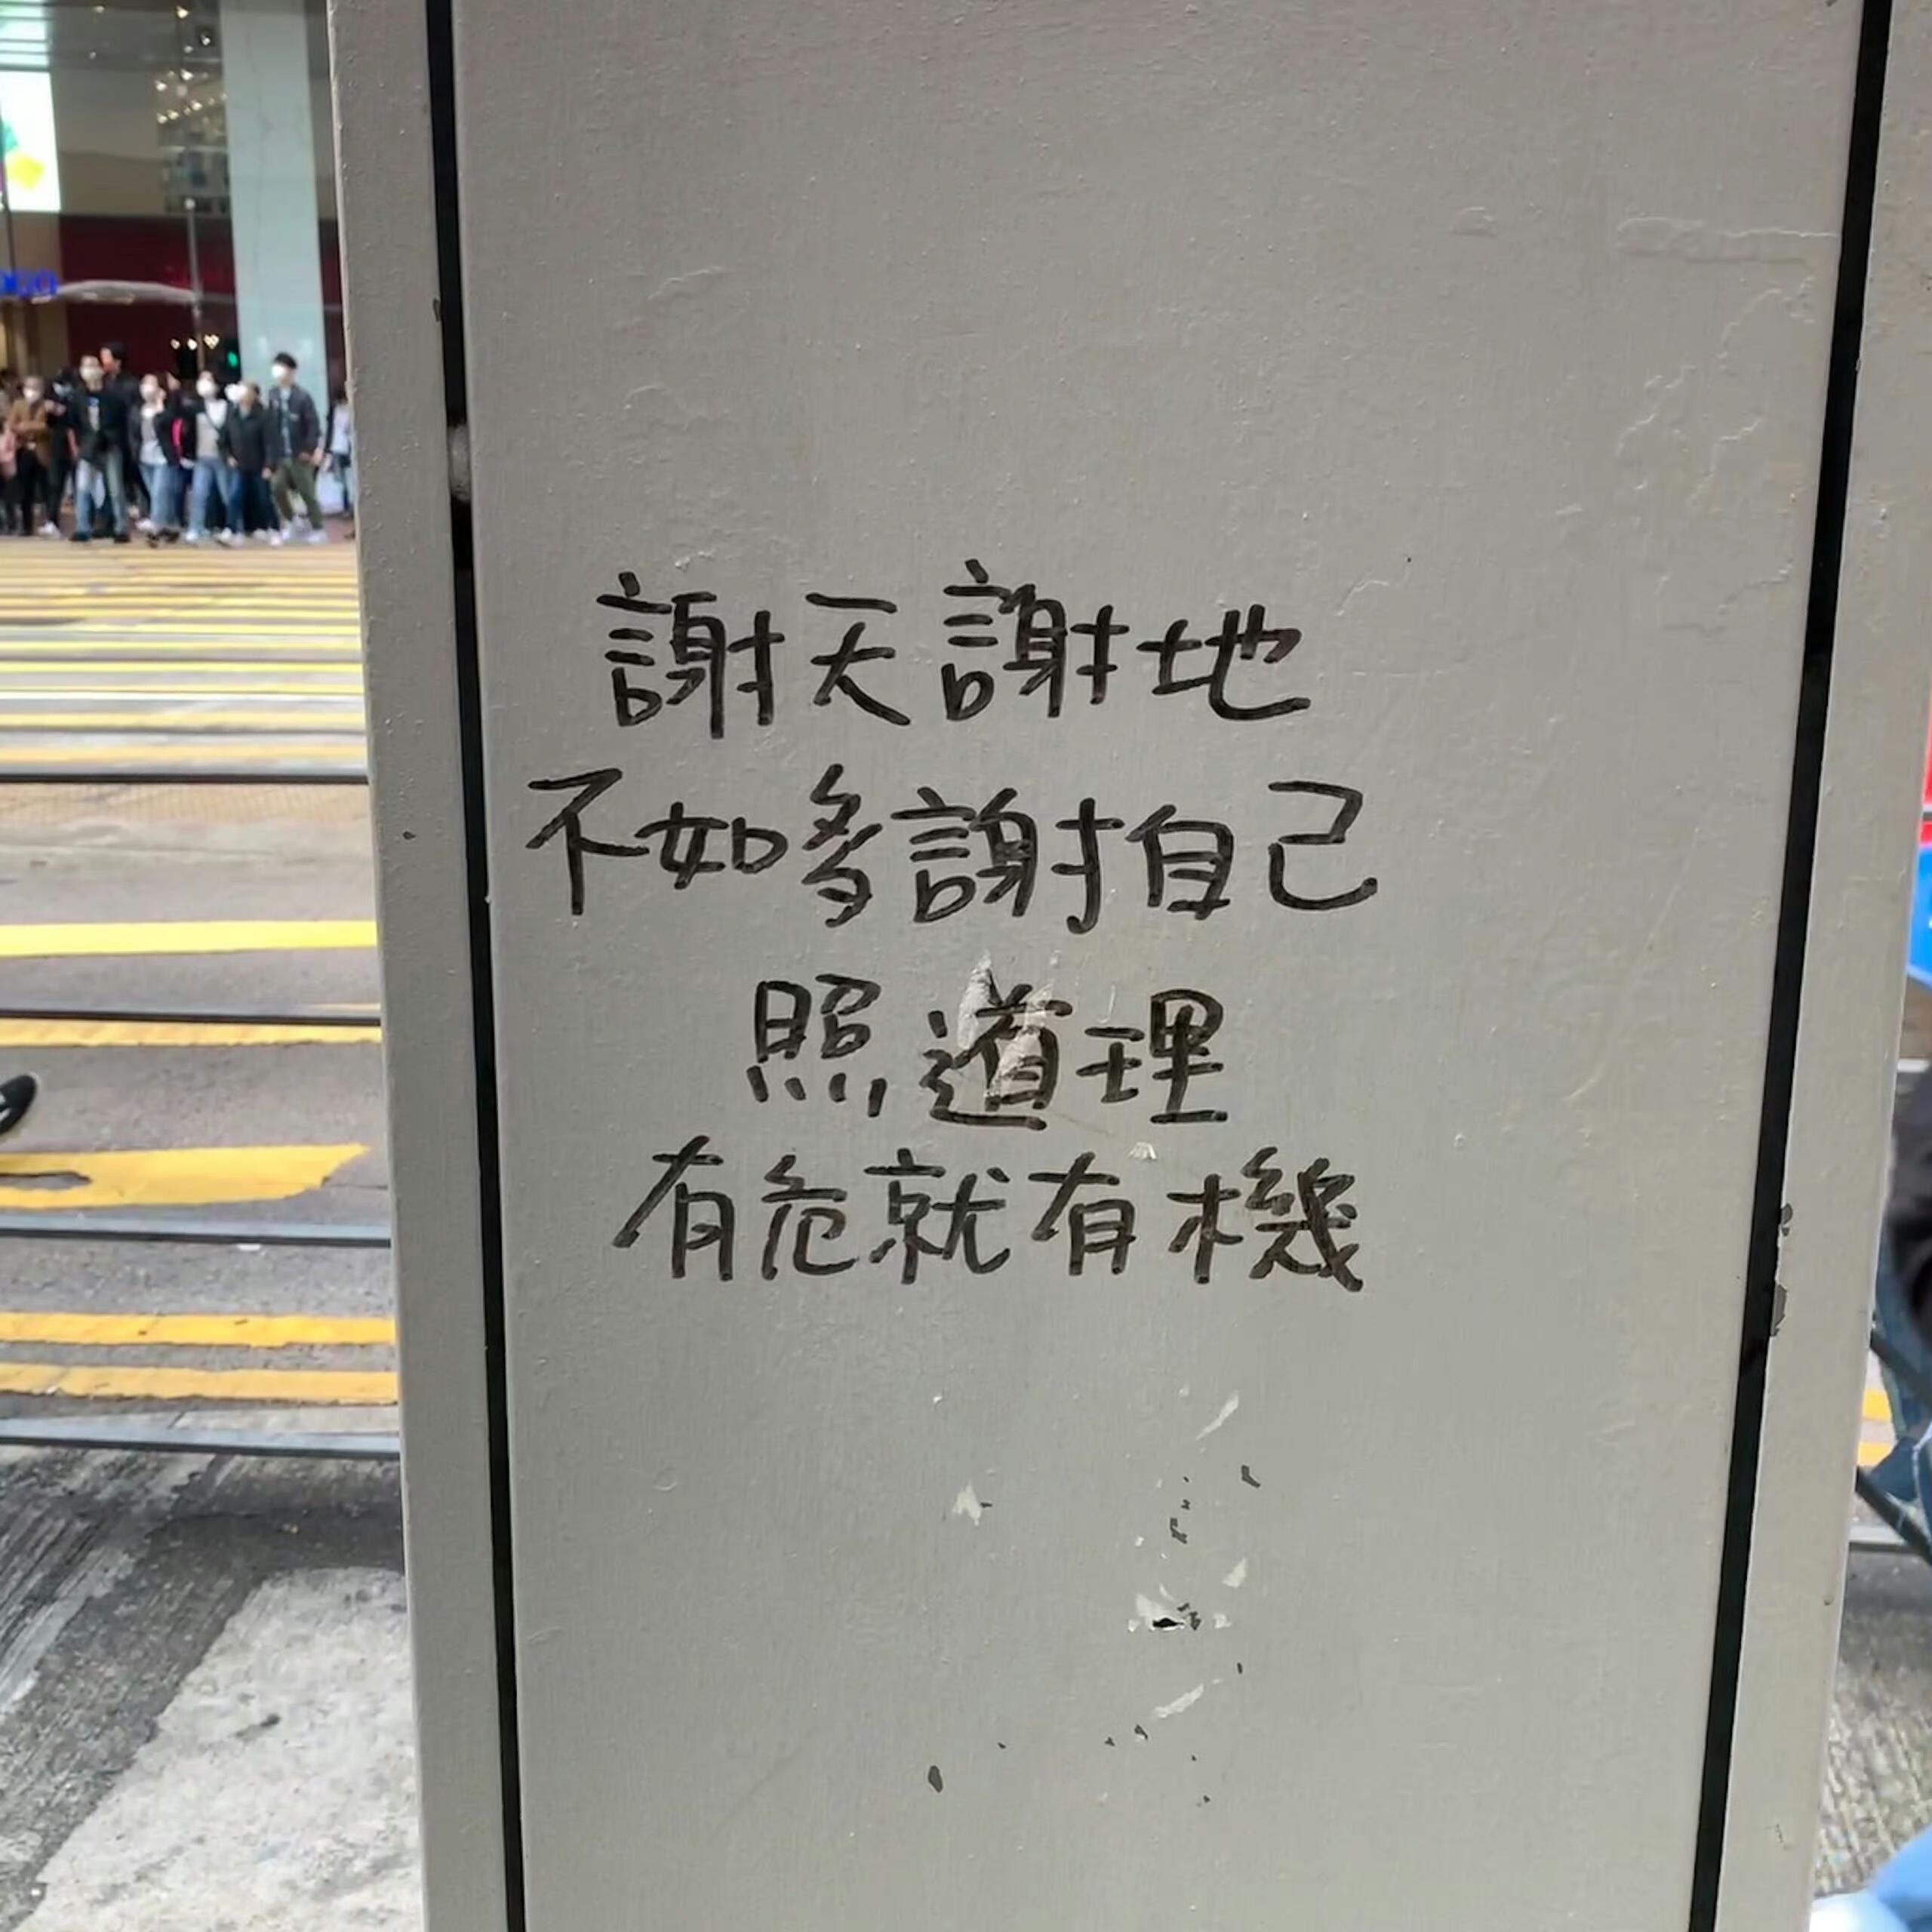 謝天謝地
不如多謝自己
照道理
有危就有機